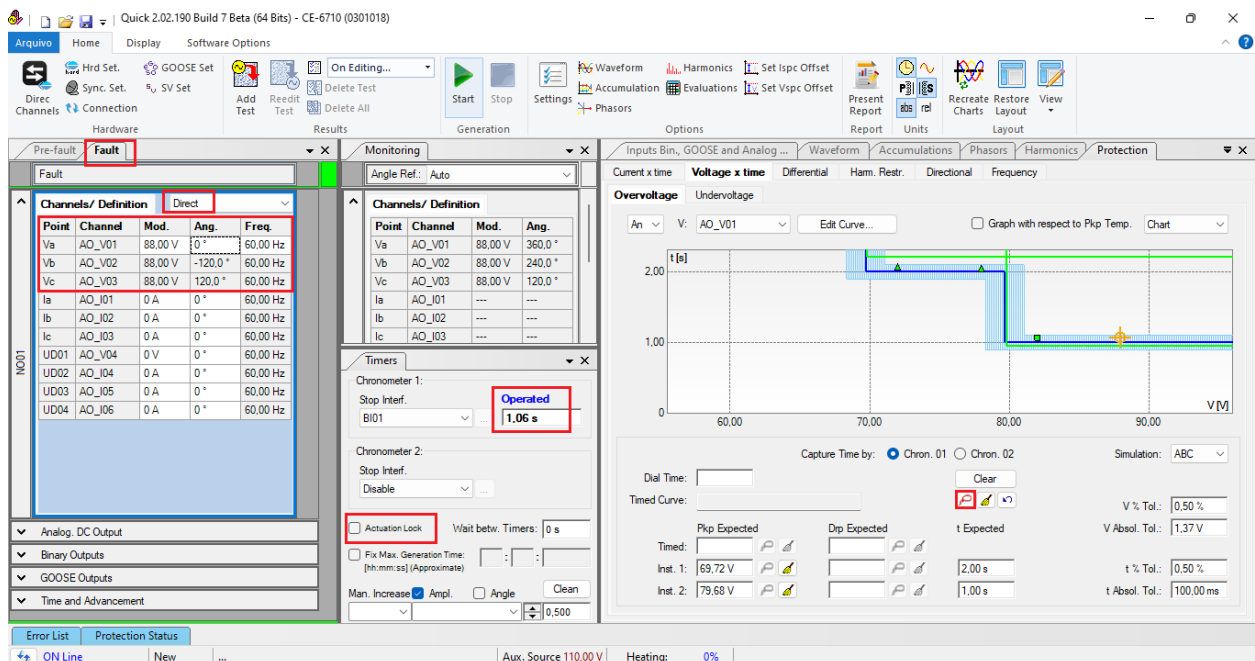 Quick 2.02.190 Build 7 Beta (64 Bits) - CE-6710 (0301018)
Arquivo Home Display Software Options
Direc Channels
Hrd Set.
Sync. Set.
Connection
GOOSE Set
SV Set
Hardware
Add Test
Reedit Test
On Editing...
Delete Test
Delete All
Results
Start
Stop
Generation
Settings
Waveform Harmonics Set Ispc Offset
Accumulation Evaluations Set Vspc Offset
Phasors
Options
Present Report
Report
abs rel
Units
Recreate Charts
Restore Layout
View
Layout
Pre-fault Fault
Fault
NO01
Channels/ Definition Direct
Point Channel Mod. Ang. Freq.
Va AO_V01 88,00 V 0 ° 60,00 Hz
Vb AO_V02 88,00 V -120,0 ° 60,00 Hz
Vc AO_V03 88,00 V 120,0 ° 60,00 Hz
Ia AO_I01 0 A 0 ° 60,00 Hz
Ib AO_I02 0 A 0 ° 60,00 Hz
Ic AO_I03 0 A 0 ° 60,00 Hz
UD01 AO_V04 0 V 0 ° 60,00 Hz
UD02 AO_I04 0 A 0 ° 60,00 Hz
UD03 AO_I05 0 A 0 ° 60,00 Hz
UD04 AO_I06 0 A 0 ° 60,00 Hz
Analog. DC Output
Binary Outputs
GOOSE Outputs
Time and Advancement
Monitoring
Angle Ref.: Auto
Channels/ Definition
Point Channel Mod. Ang.
Va AO_V01 88,00 V 360,0 °
Vb AO_V02 88,00 V 240,0 °
Vc AO_V03 88,00 V 120,0 °
Ia AO_I01 --- ---
Ib AO_I02 --- ---
Ic AO_I03 --- ---
Timers
Chronometer 1:
Stop Interf. Operated
BI01 ... 1,06 s
Chronometer 2:
Stop Interf.
Disable ...
Actuation Lock Wait betw. Timers: 0 s
Fix Max. Generation Time: : :
[hh:mm:ss] (Approximate)
Man. Increase Ampl. Angle Clean
0,500
Inputs Bin., GOOSE and Analog ... Waveform Accumulations Phasors Harmonics Protection
Current x time Voltage x time Differential Harm. Restr. Directional Frequency
Overvoltage Undervoltage
An V: AO_V01 Edit Curve... Graph with respect to Pkp Temp. Chart
t [s]
2,00
1,00
0
60,00 70,00 80,00 90,00
V [V]
Capture Time by: Chron. 01 Chron. 02 Simulation: ABC
Dial Time: Clear
Timed Curve: V % Tol.: 0,50 %
Pkp Expected Drp Expected t Expected V Absol. Tol.: 1,37 V
Timed:
Inst. 1: 69,72 V 2,00 s t % Tol.: 0,50 %
Inst. 2: 79,68 V 1,00 s t Absol. Tol.: 100,00 ms
Error List Protection Status
ON Line New ... Aux. Source 110.00 V Heating: 0%